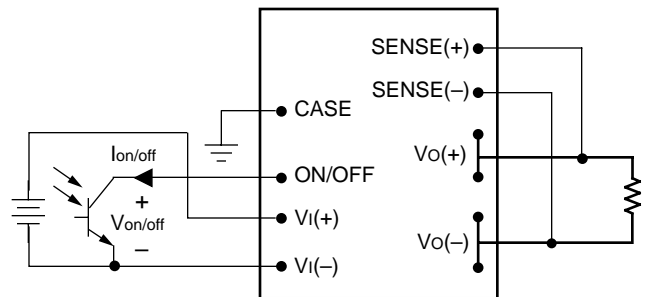 SENSE(+)
SENSE(–)
CASE
Ion/off
ON/OFF
+
Von/off
–
VI(+)
VI(–)
VO(+)
VO(–)